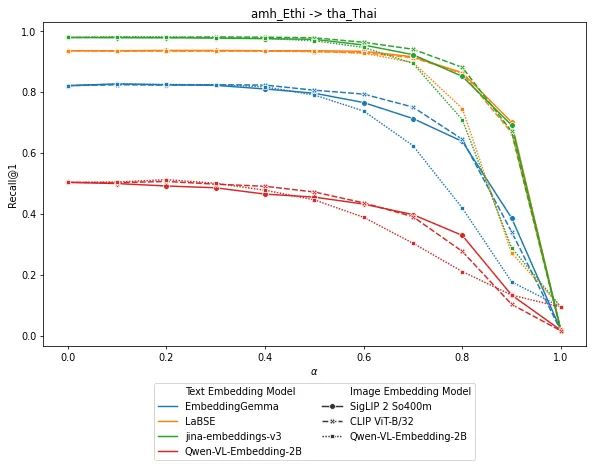 amh_Ethi -> tha_Thai
Recall@1
1.0
0.8
0.6
0.4
0.2
0.0
0.0 0.2 0.4 0.6 0.8 1.0
α
Text Embedding Model Image Embedding Model
EmbeddingGemma SigLIP 2 So400m
LaBSE CLIP ViT-B/32
jina-embeddings-v3 Qwen-VL-Embedding-2B
Qwen-VL-Embedding-2B